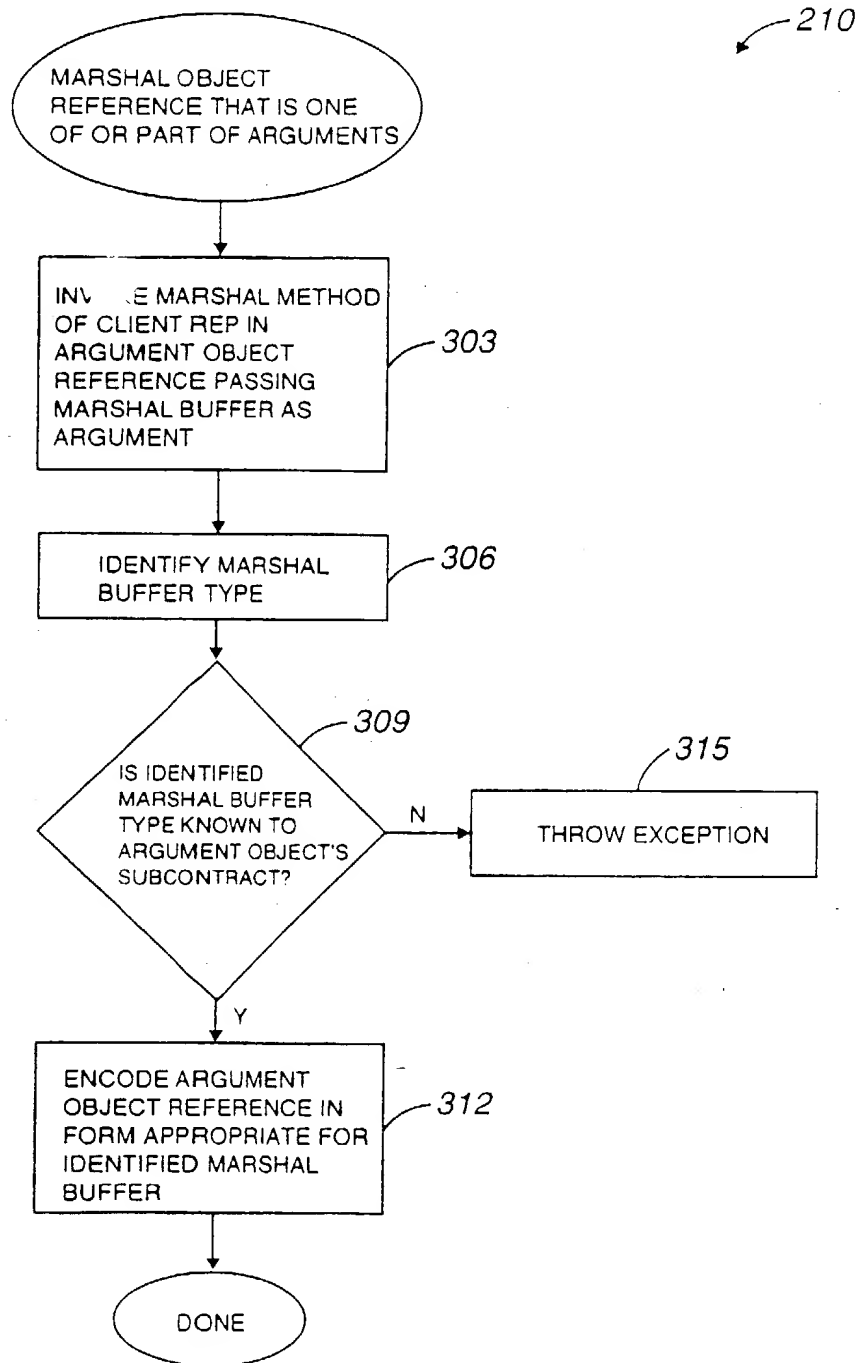 210
MARSHAL OBJECT
REFERENCE THAT IS ONE
OF OR PART OF ARGUMENTS
MARSHAL METHOD
OF CLIENT REP IN
ARGUMENT OBJECT
REFERENCE PASSING
MARSHAL BUFFER AS
ARGUMENT
303
IDENTIFY MARSHAL
BUFFER TYPE
306
309
IS IDENTIFIED
MARSHAL BUFFER
TYPE KNOWN TO
ARGUMENT OBJECT'S
SUBCONTRACT?
N
315
THROW EXCEPTION
Y
ENCODE ARGUMENT
OBJECT REFERENCE IN
FORM APPROPRIATE FOR
IDENTIFIED MARSHAL
BUFFER
312
DONE